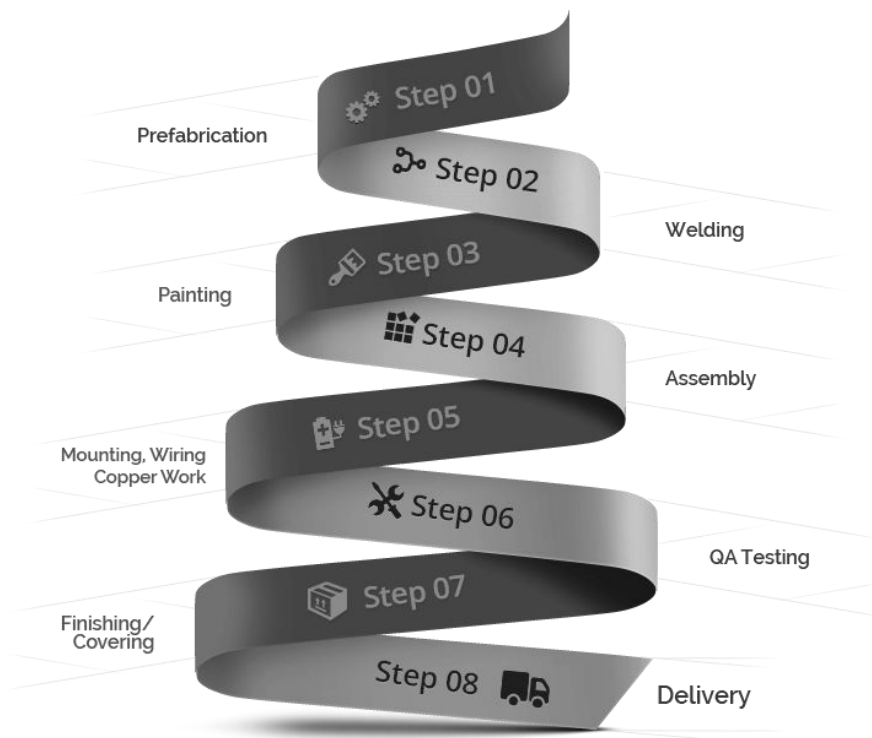 Step 01
Prefabrication
Step 02
Welding
Step 03
Painting
Step 04
Assembly
Step 05
Mounting, Wiring
Copper Work
Step 06
QA Testing
Step 07
Finishing/
Covering
Step 08
Delivery